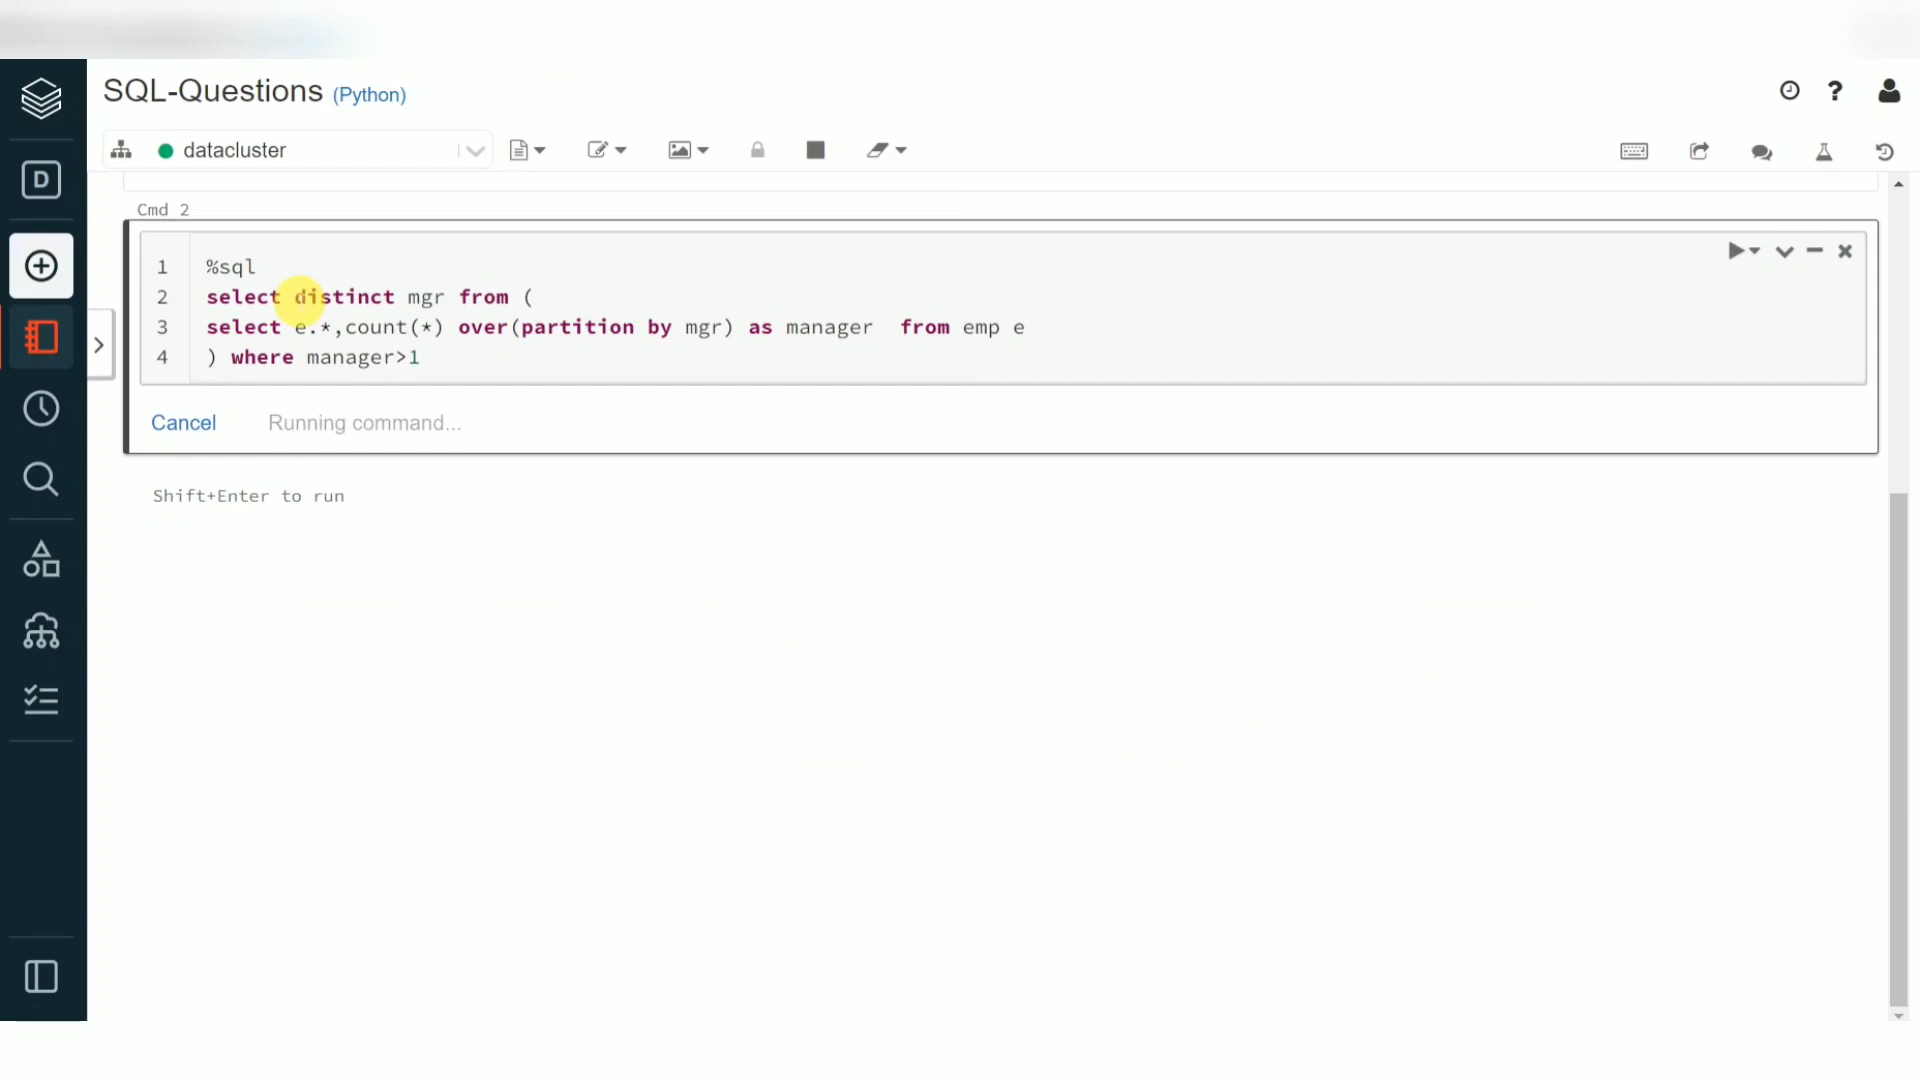 SQL-Questions (Python)
datacluster
D
Cmd 2
1 %sql
2 select distinct mgr from (
3 select e.*,count(*) over(partition by mgr) as manager  from emp e
4 ) where manager>1
Cancel Running command...
Shift+Enter to run